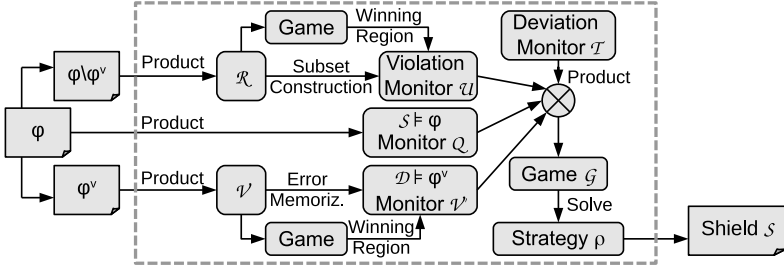 φ
φ\φᵛ
φᵛ
Product
ℛ
Game
Winning
Region
Subset
Construction
Violation
Monitor 𝒰
Deviation
Monitor 𝒯
Product
Product
𝒮 ⊨ φ
Monitor 𝒬
Product
𝒱
Error
Memoriz.
𝒟 ⊨ φᵛ
Monitor 𝒱
Game
Winning
Region
Game 𝒢
Solve
Strategy ρ
Shield 𝒮